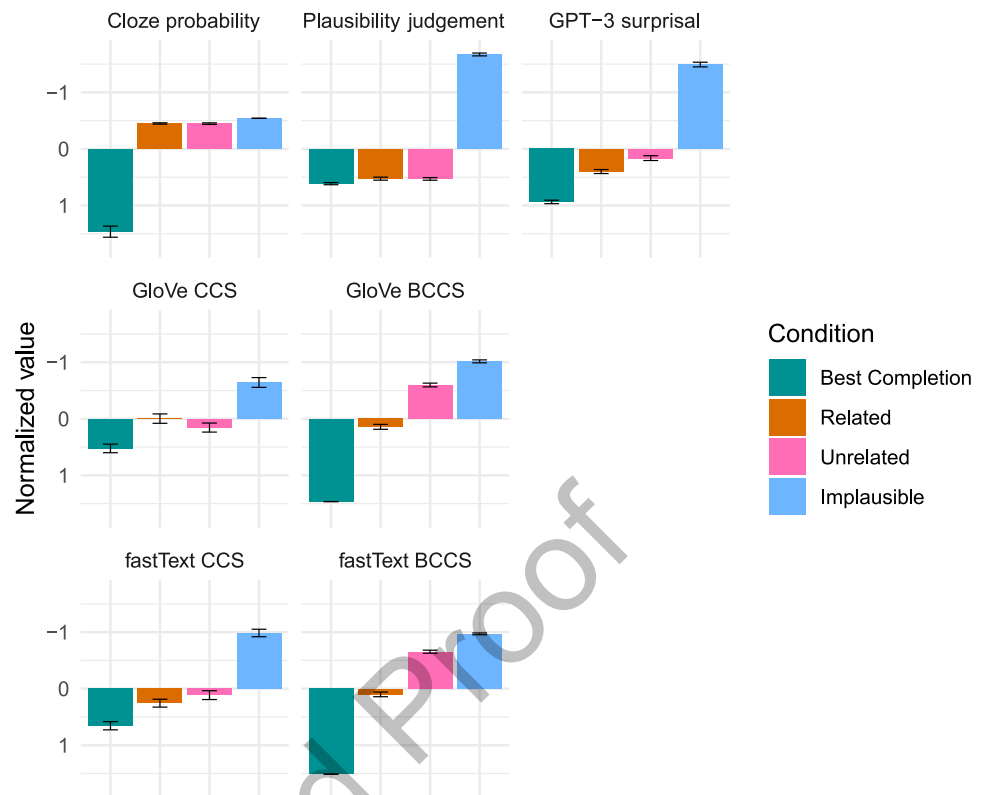 Cloze probability
Plausibility judgement
GPT−3 surprisal
−1
0
1
GloVe CCS
GloVe BCCS
−1
0
1
fastText CCS
fastText BCCS
−1
0
1
Normalized value
Condition
Best Completion
Related
Unrelated
Implausible
Proof